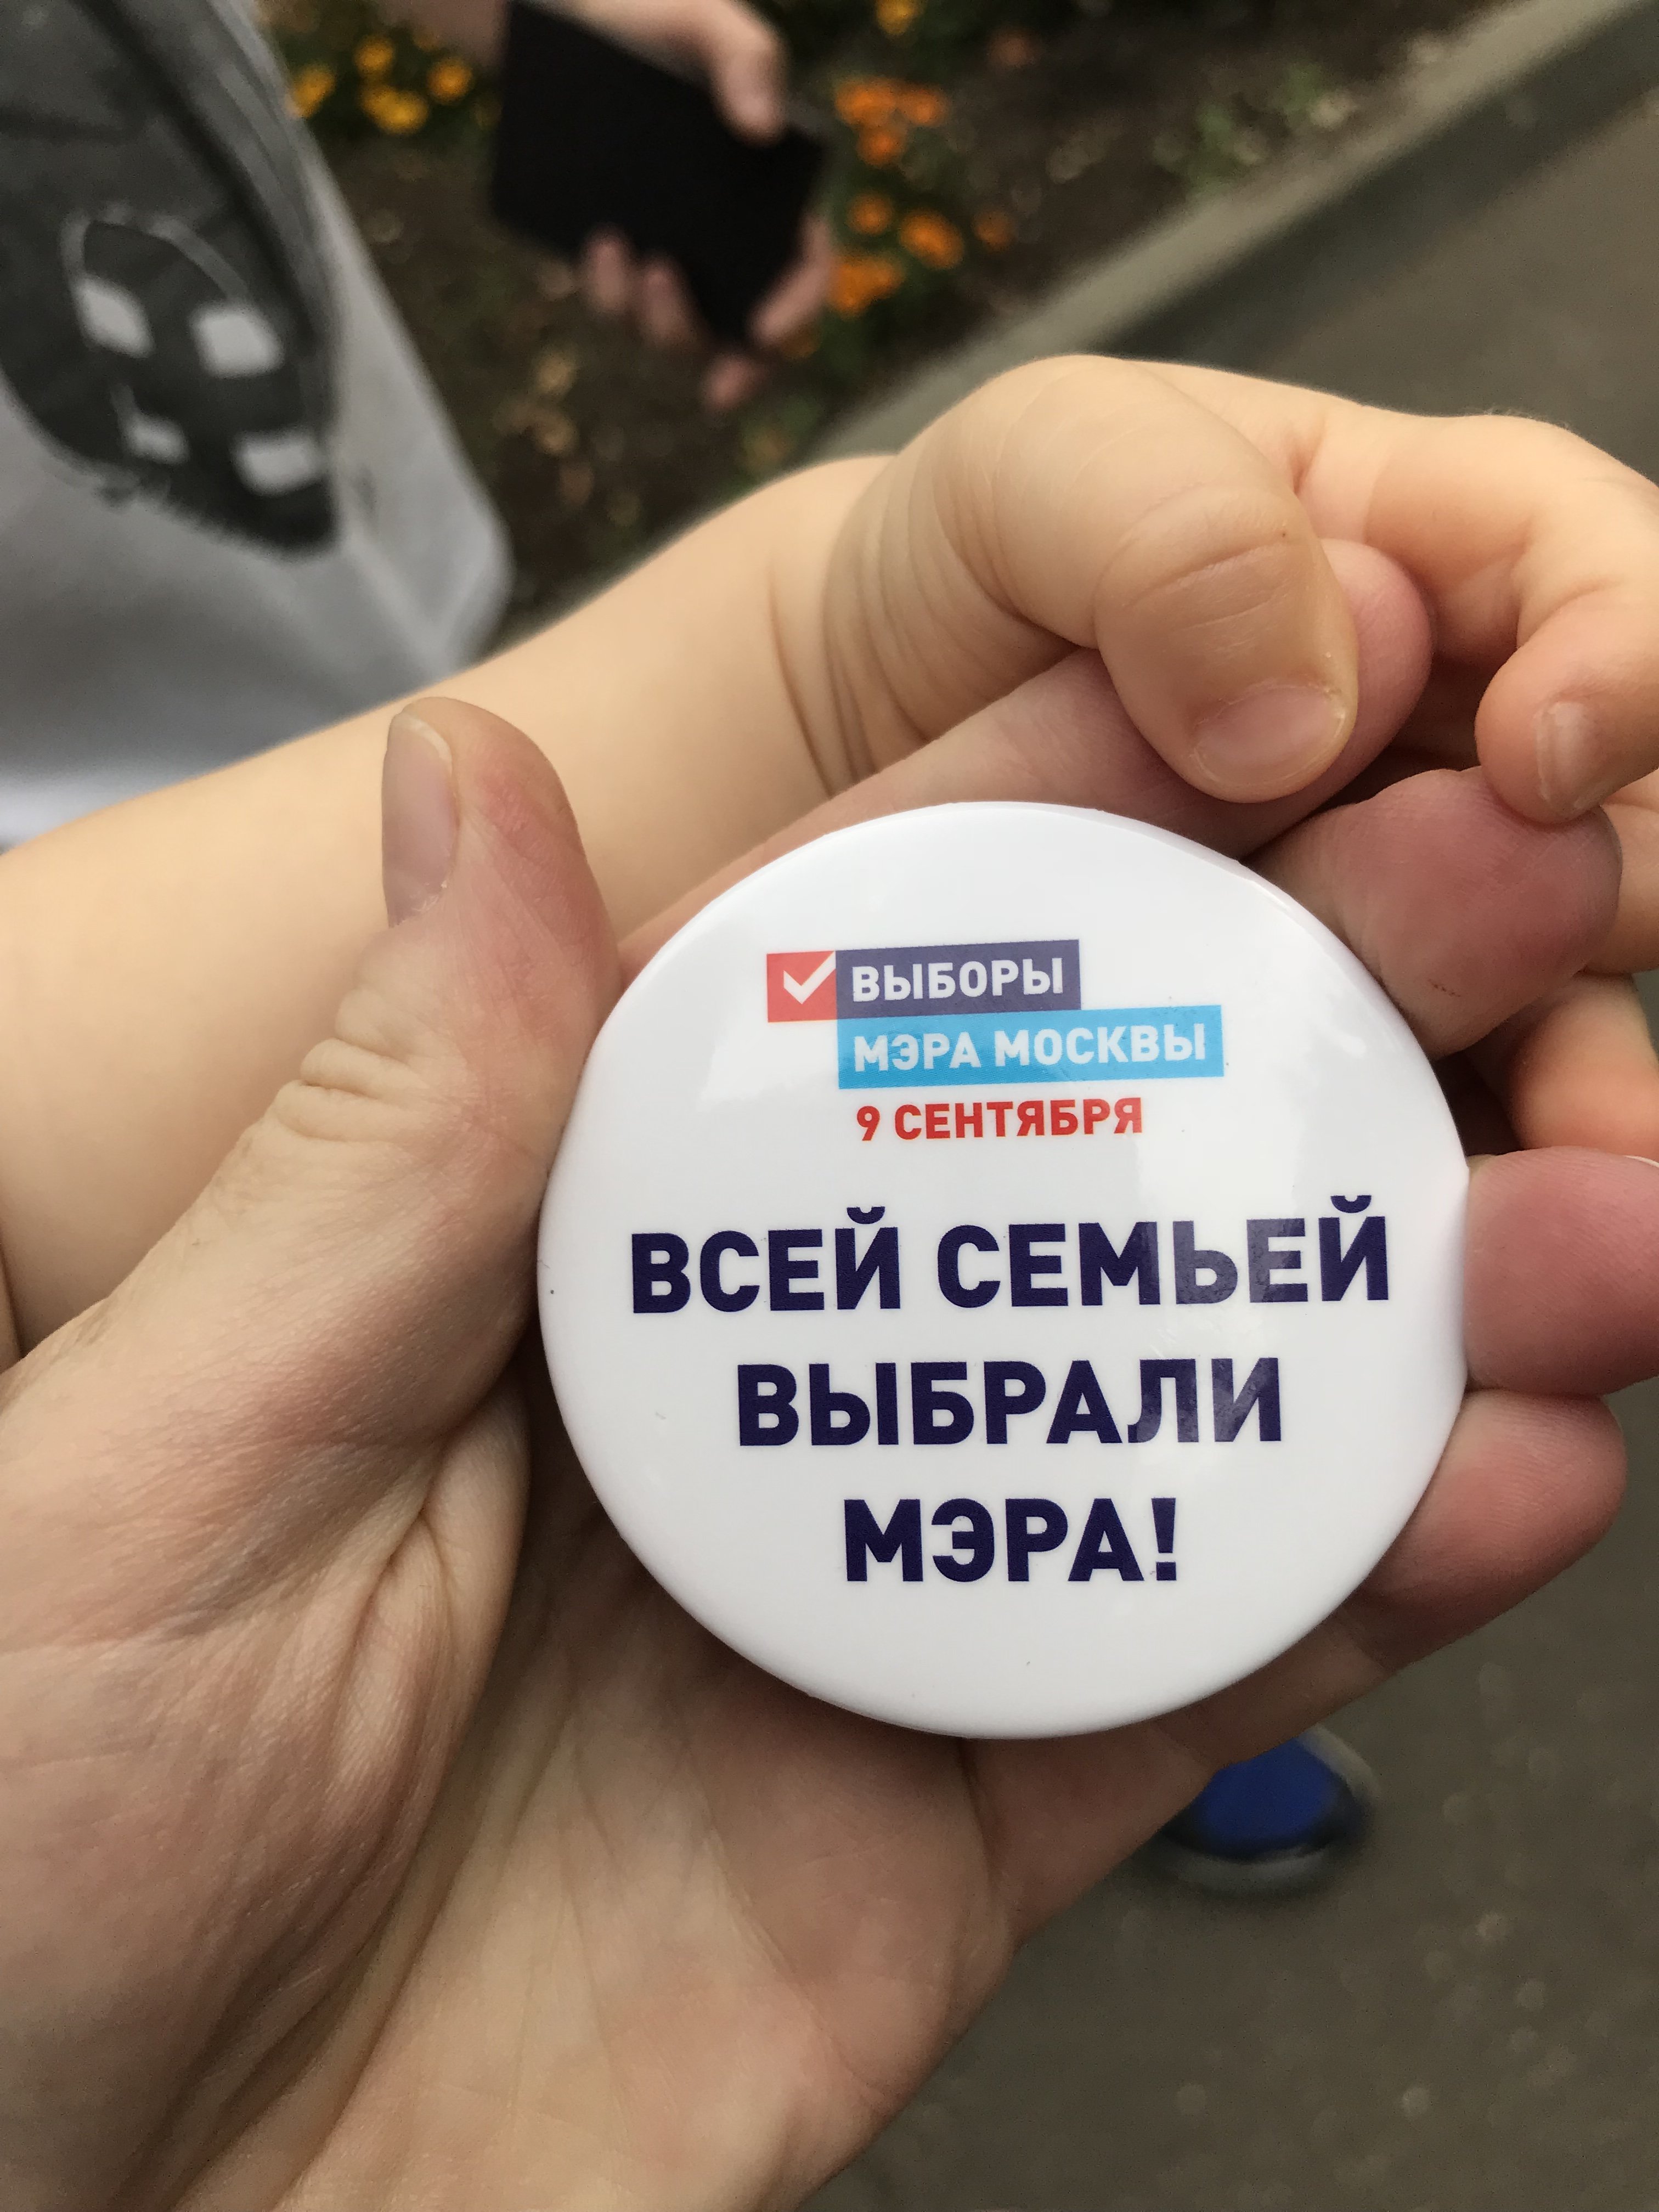 ВЫБОРЫ
МЭРА МОСКВЫ
9 СЕНТЯБРЯ
ВСЕЙ СЕМЬЕЙ
ВЫБРАЛИ
МЭРА!